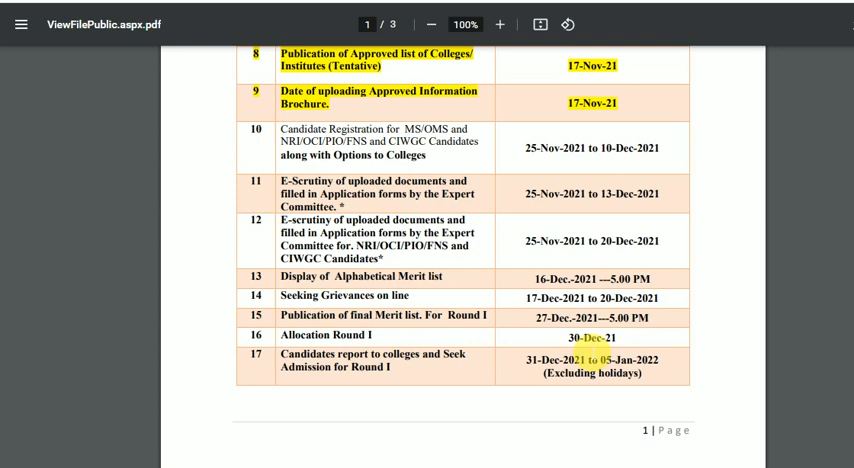 ViewFilePublic.aspx.pdf
1 / 3
100%
8 Publication of Approved list of Colleges/
Institutes (Tentative)
17-Nov-21
9 Date of uploading Approved Information
Brochure.
17-Nov-21
10 Candidate Registration for MS/OMS and
NRI/OCI/PIO/FNS and CIWGC Candidates
along with Options to Colleges
25-Nov-2021 to 10-Dec-2021
11 E-Scrutiny of uploaded documents and
filled in Application forms by the Expert
Committee. *
25-Nov-2021 to 13-Dec-2021
12 E-scrutiny of uploaded documents and
filled in Application forms by the Expert
Committee for. NRI/OCI/PIO/FNS and
CIWGC Candidates*
25-Nov-2021 to 20-Dec-2021
13 Display of Alphabetical Merit list
16-Dec.-2021 ---5.00 PM
14 Seeking Grievances on line
17-Dec-2021 to 20-Dec-2021
15 Publication of final Merit list. For Round I
27-Dec.-2021---5.00 PM
16 Allocation Round I
30-Dec-21
17 Candidates report to colleges and Seek
Admission for Round I
31-Dec-2021 to 05-Jan-2022
(Excluding holidays)
1 | Page